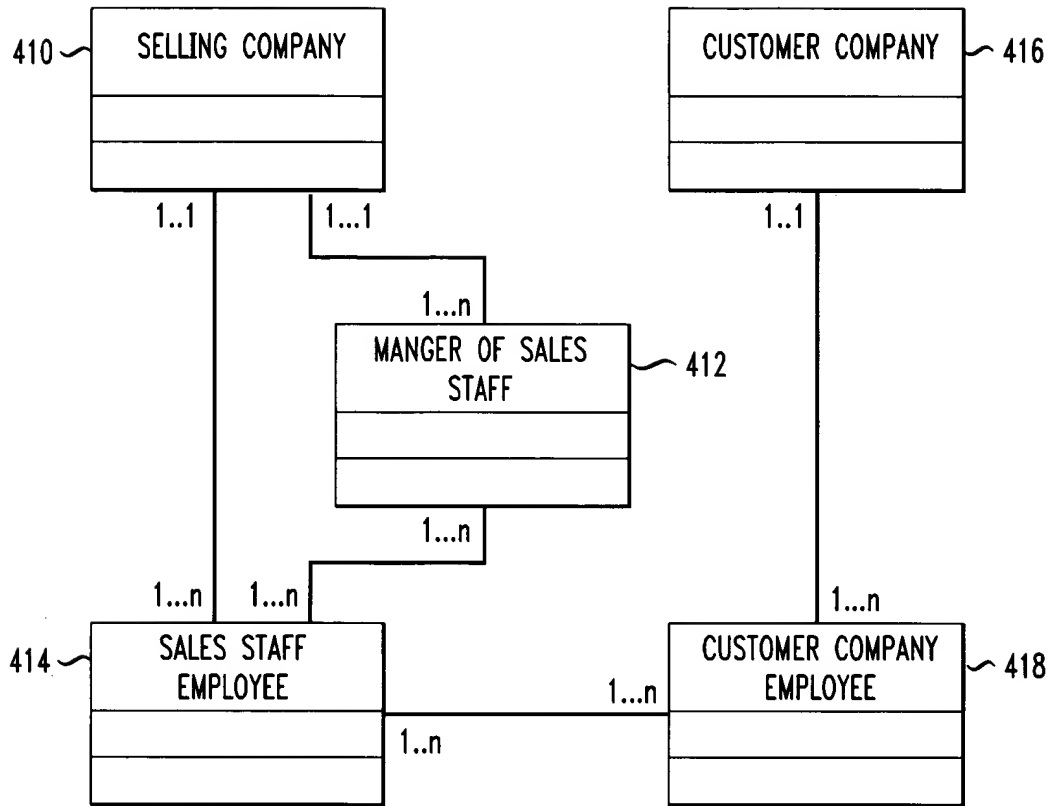 410
SELLING COMPANY
CUSTOMER COMPANY
416
1..1
1...1
1..1
1...n
MANGER OF SALES
STAFF
412
1...n
1...n
1...n
1...n
414
SALES STAFF
EMPLOYEE
CUSTOMER COMPANY
EMPLOYEE
418
1...n
1..n